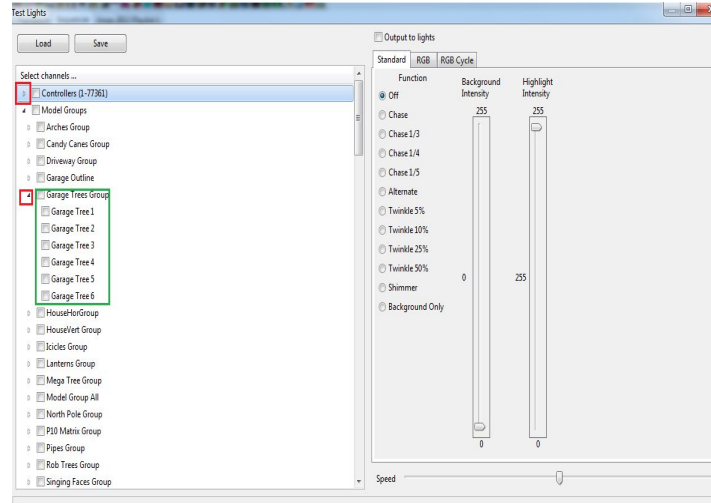 Test Lights
Load
Save
Select channels ...
Controllers (1-77361)
Model Groups
Arches Group
Candy Canes Group
Driveway Group
Garage Outline
Garage Trees Group
Garage Tree 1
Garage Tree 2
Garage Tree 3
Garage Tree 4
Garage Tree 5
Garage Tree 6
HouseHorGroup
HouseVert Group
Icicles Group
Lanterns Group
Mega Tree Group
Model Group All
North Pole Group
P10 Matrix Group
Pipes Group
Rob Trees Group
Singing Faces Group
Output to lights
Standard RGB RGB Cycle
Function
Off
Chase
Chase 1/3
Chase 1/4
Chase 1/5
Alternate
Twinkle 5%
Twinkle 10%
Twinkle 25%
Twinkle 50%
Shimmer
Background Only
Background
Intensity
255
0
0
Highlight
Intensity
255
255
0
Speed